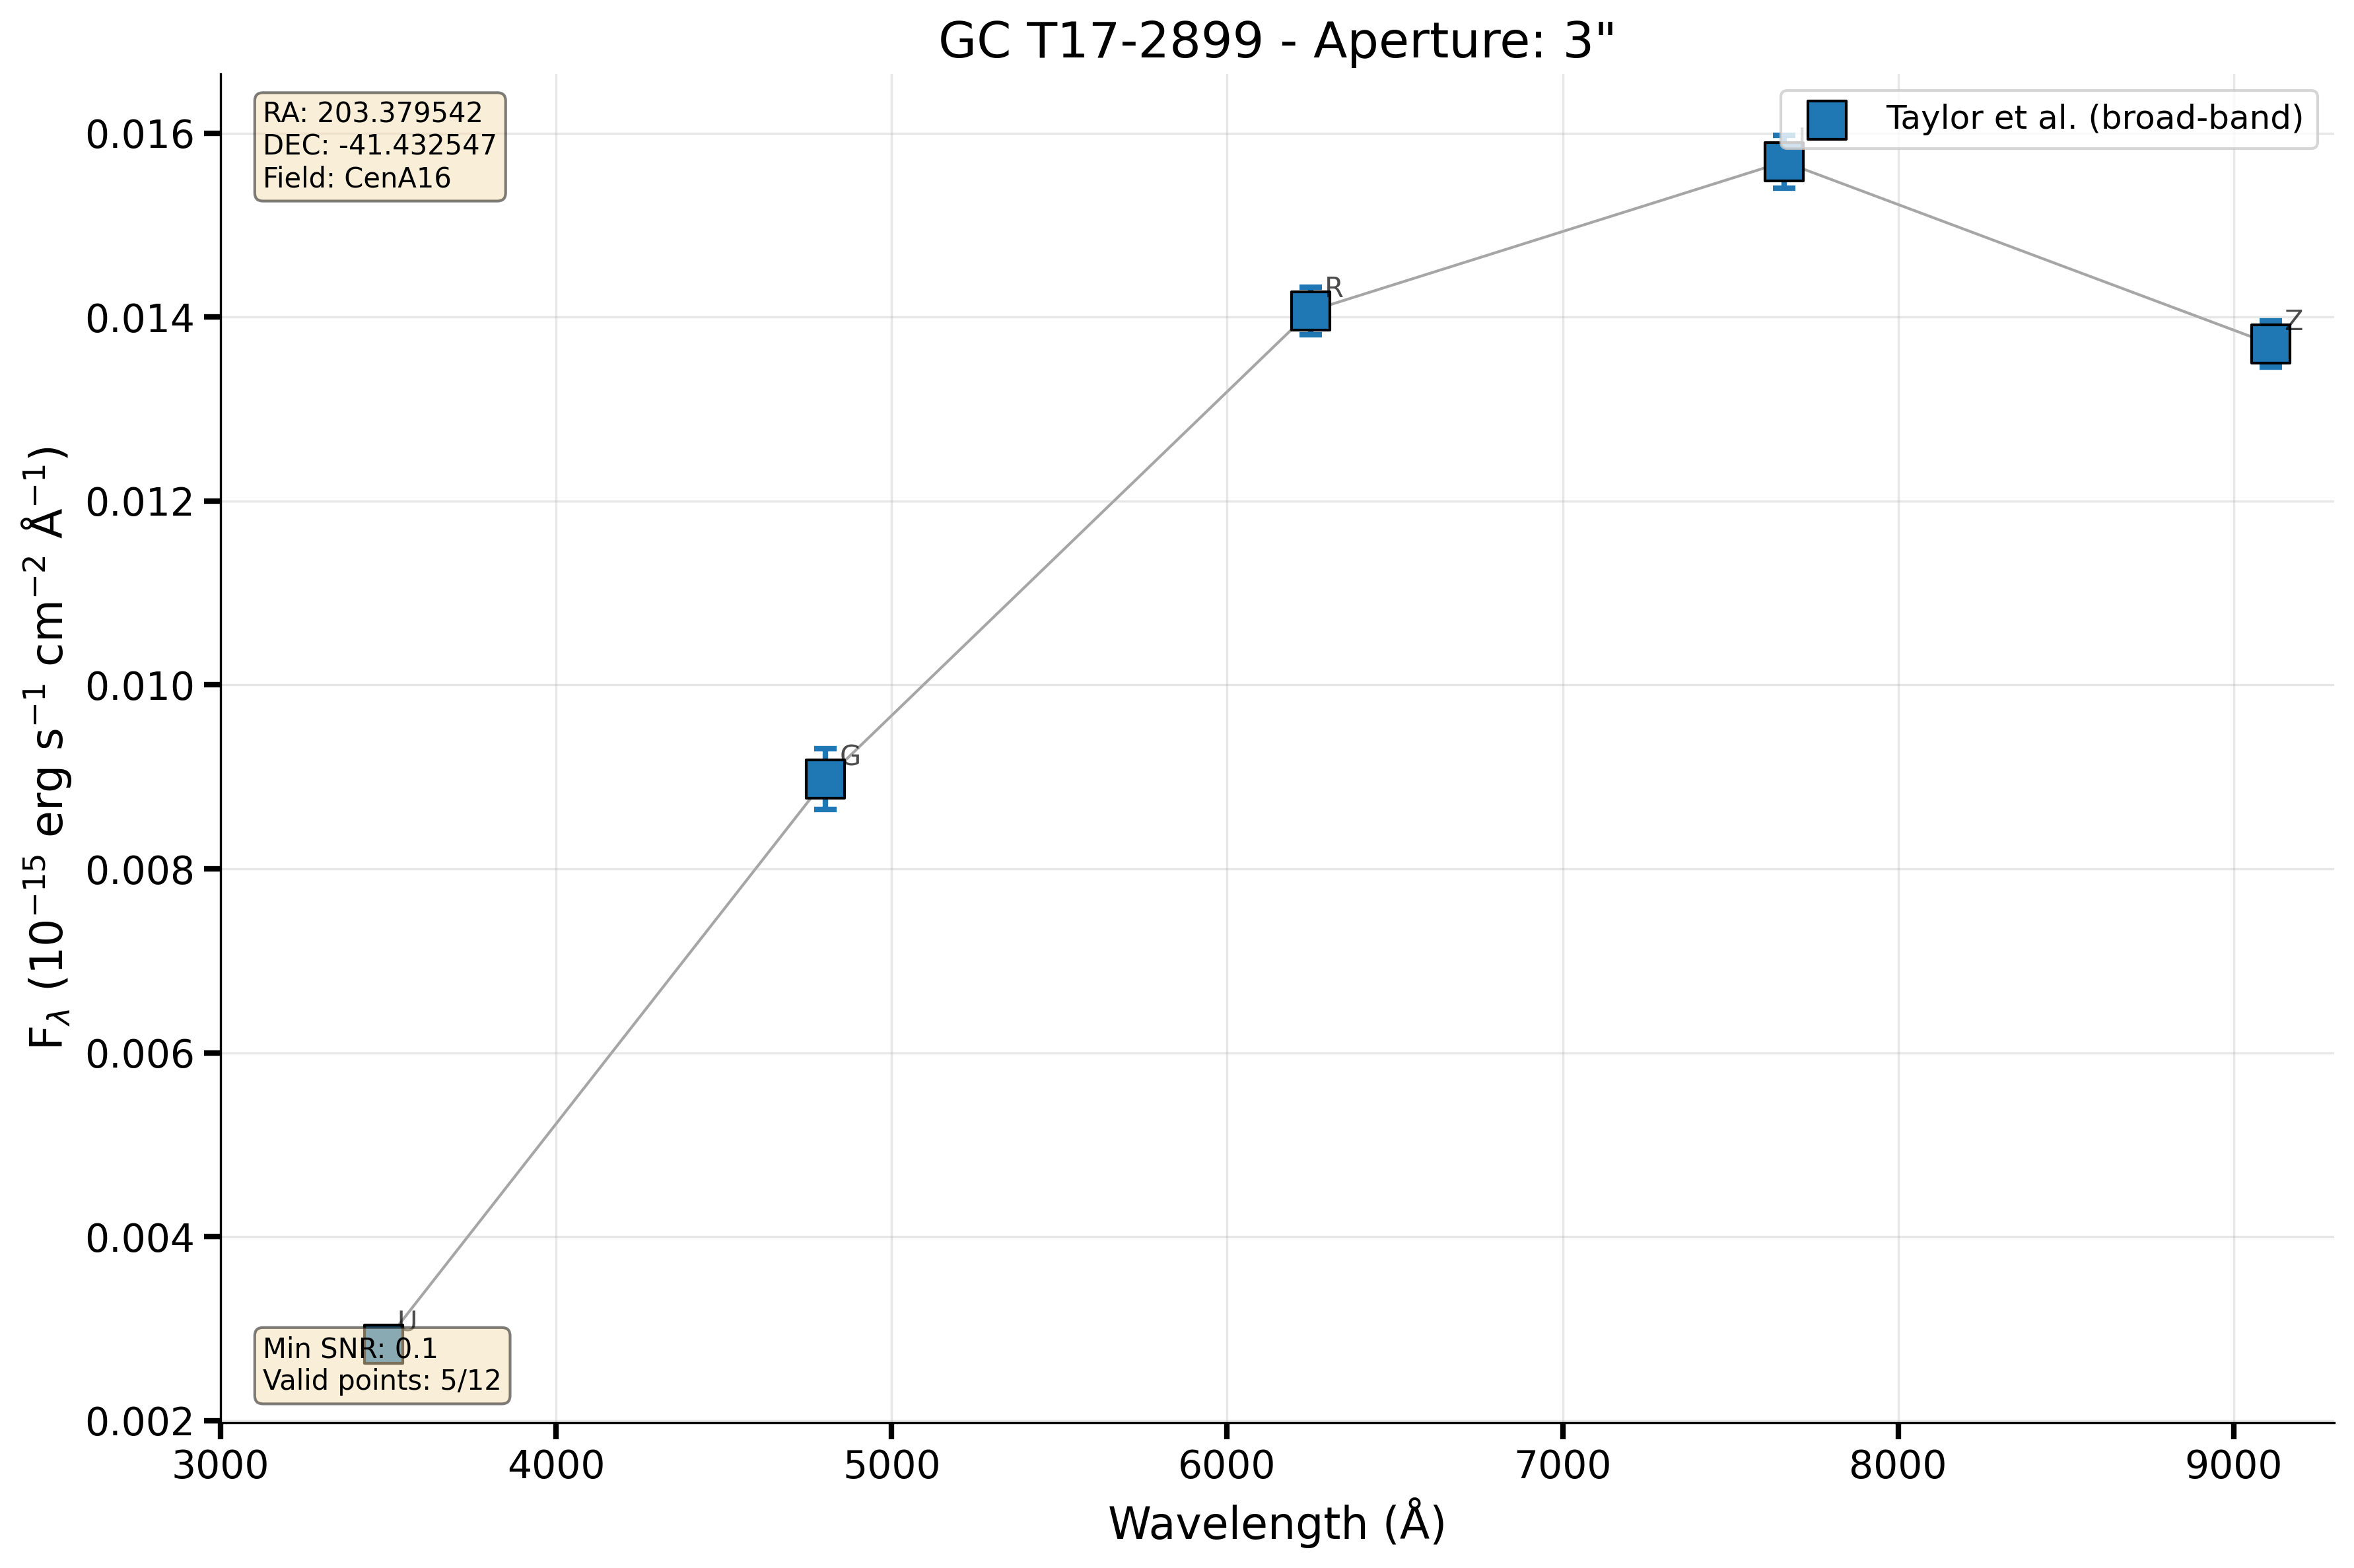 GC T17-2899 - Aperture: 3"
RA: 203.379542
DEC: -41.432547
Field: CenA16
Taylor et al. (broad-band)
0.016
0.014
0.012
0.010
0.008
0.006
0.004
0.002
F_λ (10⁻¹⁵ erg s⁻¹ cm⁻² Å⁻¹)
I
R
Z
G
U
Min SNR: 0.1
Valid points: 5/12
3000 4000 5000 6000 7000 8000 9000
Wavelength (Å)